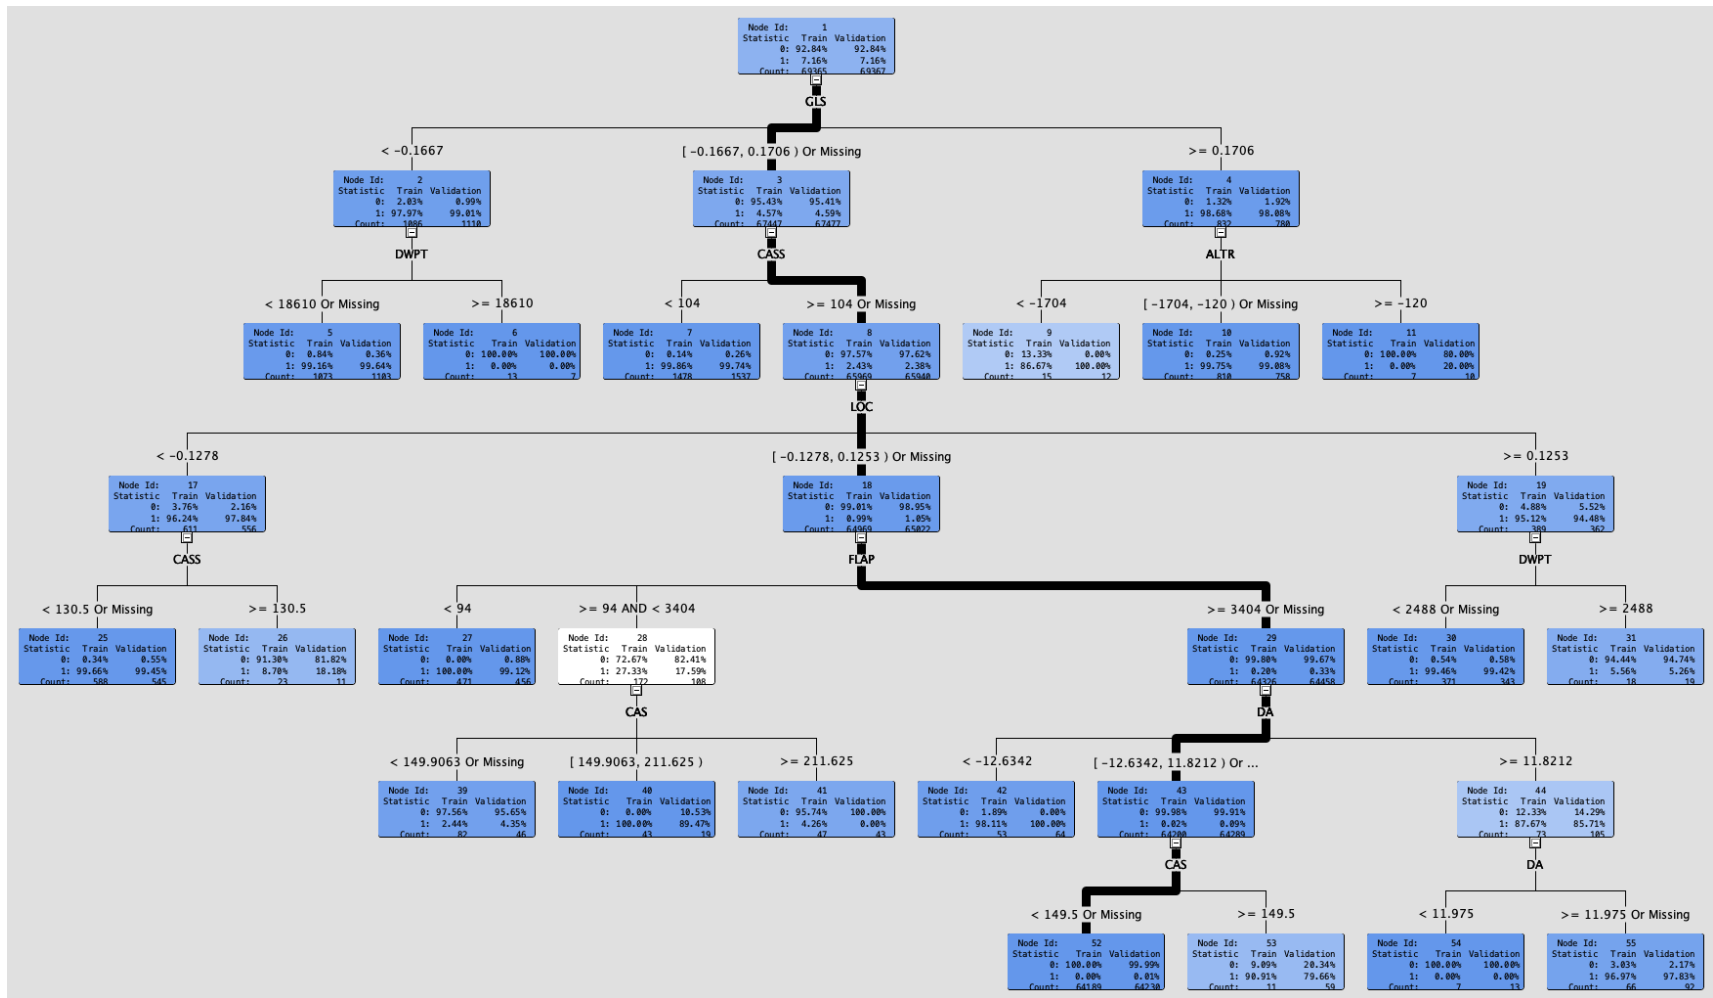 Node Id: 1
Statistic Train Validation
0: 92.84% 92.84%
1: 7.16% 7.16%
Count: 69365 69367
GLS
< -0.1667
[ -0.1667, 0.1706 ) Or Missing
>= 0.1706
Node Id: 2
Statistic Train Validation
0: 2.03% 0.99%
1: 97.97% 99.01%
Count: 1086 1110
Node Id: 3
Statistic Train Validation
0: 95.43% 95.41%
1: 4.57% 4.59%
Count: 67447 67477
Node Id: 4
Statistic Train Validation
0: 1.32% 1.92%
1: 98.68% 98.08%
Count: 832 780
DWPT
CASS
ALTR
< 18610 Or Missing
>= 18610
< 104
>= 104 Or Missing
< -1704
[ -1704, -120 ) Or Missing
>= -120
Node Id: 5
Statistic Train Validation
0: 0.84% 0.36%
1: 99.16% 99.64%
Count: 1073 1103
Node Id: 6
Statistic Train Validation
0: 100.00% 100.00%
1: 0.00% 0.00%
Count: 13 7
Node Id: 7
Statistic Train Validation
0: 0.14% 0.26%
1: 99.86% 99.74%
Count: 1478 1537
Node Id: 8
Statistic Train Validation
0: 97.57% 97.62%
1: 2.43% 2.38%
Count: 65969 65940
Node Id: 9
Statistic Train Validation
0: 13.33% 0.00%
1: 86.67% 100.00%
Count: 15 12
Node Id: 10
Statistic Train Validation
0: 0.25% 0.92%
1: 99.75% 99.08%
Count: 810 758
Node Id: 11
Statistic Train Validation
0: 100.00% 80.00%
1: 0.00% 20.00%
Count: 7 10
LOC
< -0.1278
[ -0.1278, 0.1253 ) Or Missing
>= 0.1253
Node Id: 17
Statistic Train Validation
0: 3.76% 2.16%
1: 96.24% 97.84%
Count: 611 556
Node Id: 18
Statistic Train Validation
0: 99.01% 98.95%
1: 0.99% 1.05%
Count: 64969 65022
Node Id: 19
Statistic Train Validation
0: 4.88% 5.52%
1: 95.12% 94.48%
Count: 389 362
CASS
FLAP
DWPT
< 130.5 Or Missing
>= 130.5
< 94
>= 94 AND < 3404
>= 3404 Or Missing
< 2488 Or Missing
>= 2488
Node Id: 25
Statistic Train Validation
0: 0.34% 0.55%
1: 99.66% 99.45%
Count: 588 545
Node Id: 26
Statistic Train Validation
0: 91.30% 81.82%
1: 8.70% 18.18%
Count: 23 11
Node Id: 27
Statistic Train Validation
0: 0.00% 0.88%
1: 100.00% 99.12%
Count: 471 456
Node Id: 28
Statistic Train Validation
0: 72.67% 82.41%
1: 27.33% 17.59%
Count: 172 108
Node Id: 29
Statistic Train Validation
0: 99.80% 99.67%
1: 0.20% 0.33%
Count: 64326 64458
Node Id: 30
Statistic Train Validation
0: 0.54% 0.58%
1: 99.46% 99.42%
Count: 371 343
Node Id: 31
Statistic Train Validation
0: 94.44% 94.74%
1: 5.56% 5.26%
Count: 18 19
CAS
DA
< 149.9063 Or Missing
[ 149.9063, 211.625 )
>= 211.625
< -12.6342
[ -12.6342, 11.8212 ) Or ...
>= 11.8212
Node Id: 39
Statistic Train Validation
0: 97.56% 95.65%
1: 2.44% 4.35%
Count: 82 46
Node Id: 40
Statistic Train Validation
0: 0.00% 10.53%
1: 100.00% 89.47%
Count: 43 19
Node Id: 41
Statistic Train Validation
0: 95.74% 100.00%
1: 4.26% 0.00%
Count: 47 43
Node Id: 42
Statistic Train Validation
0: 1.89% 0.00%
1: 98.11% 100.00%
Count: 53 64
Node Id: 43
Statistic Train Validation
0: 99.98% 99.91%
1: 0.02% 0.09%
Count: 64200 64289
Node Id: 44
Statistic Train Validation
0: 12.33% 14.29%
1: 87.67% 85.71%
Count: 73 105
CAS
DA
< 149.5 Or Missing
>= 149.5
< 11.975
>= 11.975 Or Missing
Node Id: 52
Statistic Train Validation
0: 100.00% 99.99%
1: 0.00% 0.01%
Count: 64189 64230
Node Id: 53
Statistic Train Validation
0: 9.09% 20.34%
1: 90.91% 79.66%
Count: 11 59
Node Id: 54
Statistic Train Validation
0: 100.00% 100.00%
1: 0.00% 0.00%
Count: 7 13
Node Id: 55
Statistic Train Validation
0: 3.03% 2.17%
1: 96.97% 97.83%
Count: 66 92